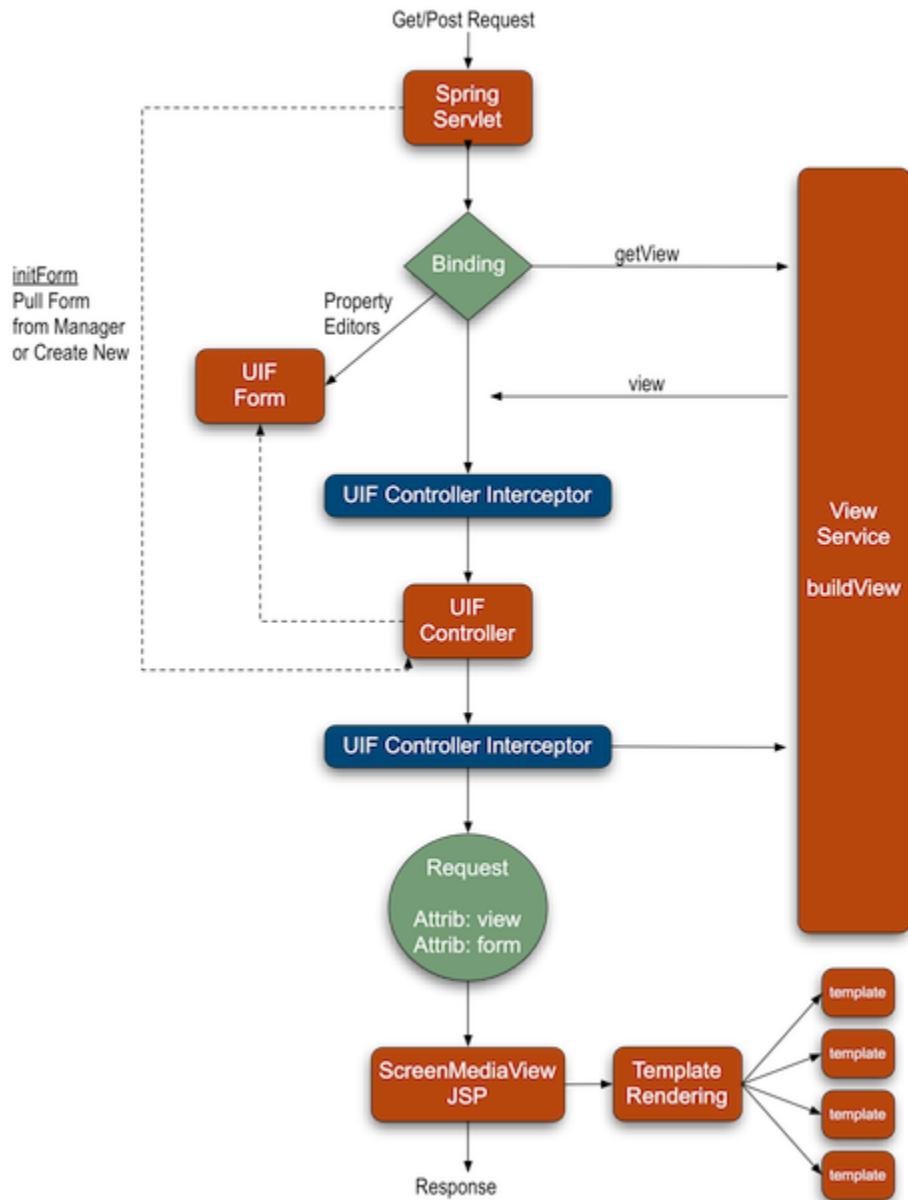 Get/Post Request
Spring
Servlet
Binding
getView
initForm
Pull Form
from Manager
or Create New
Property
Editors
UIF
Form
view
UIF Controller Interceptor
View
Service
buildView
UIF
Controller
UIF Controller Interceptor
Request
Attrib: view
Attrib: form
template
template
template
template
ScreenMediaView
JSP
Template
Rendering
Response